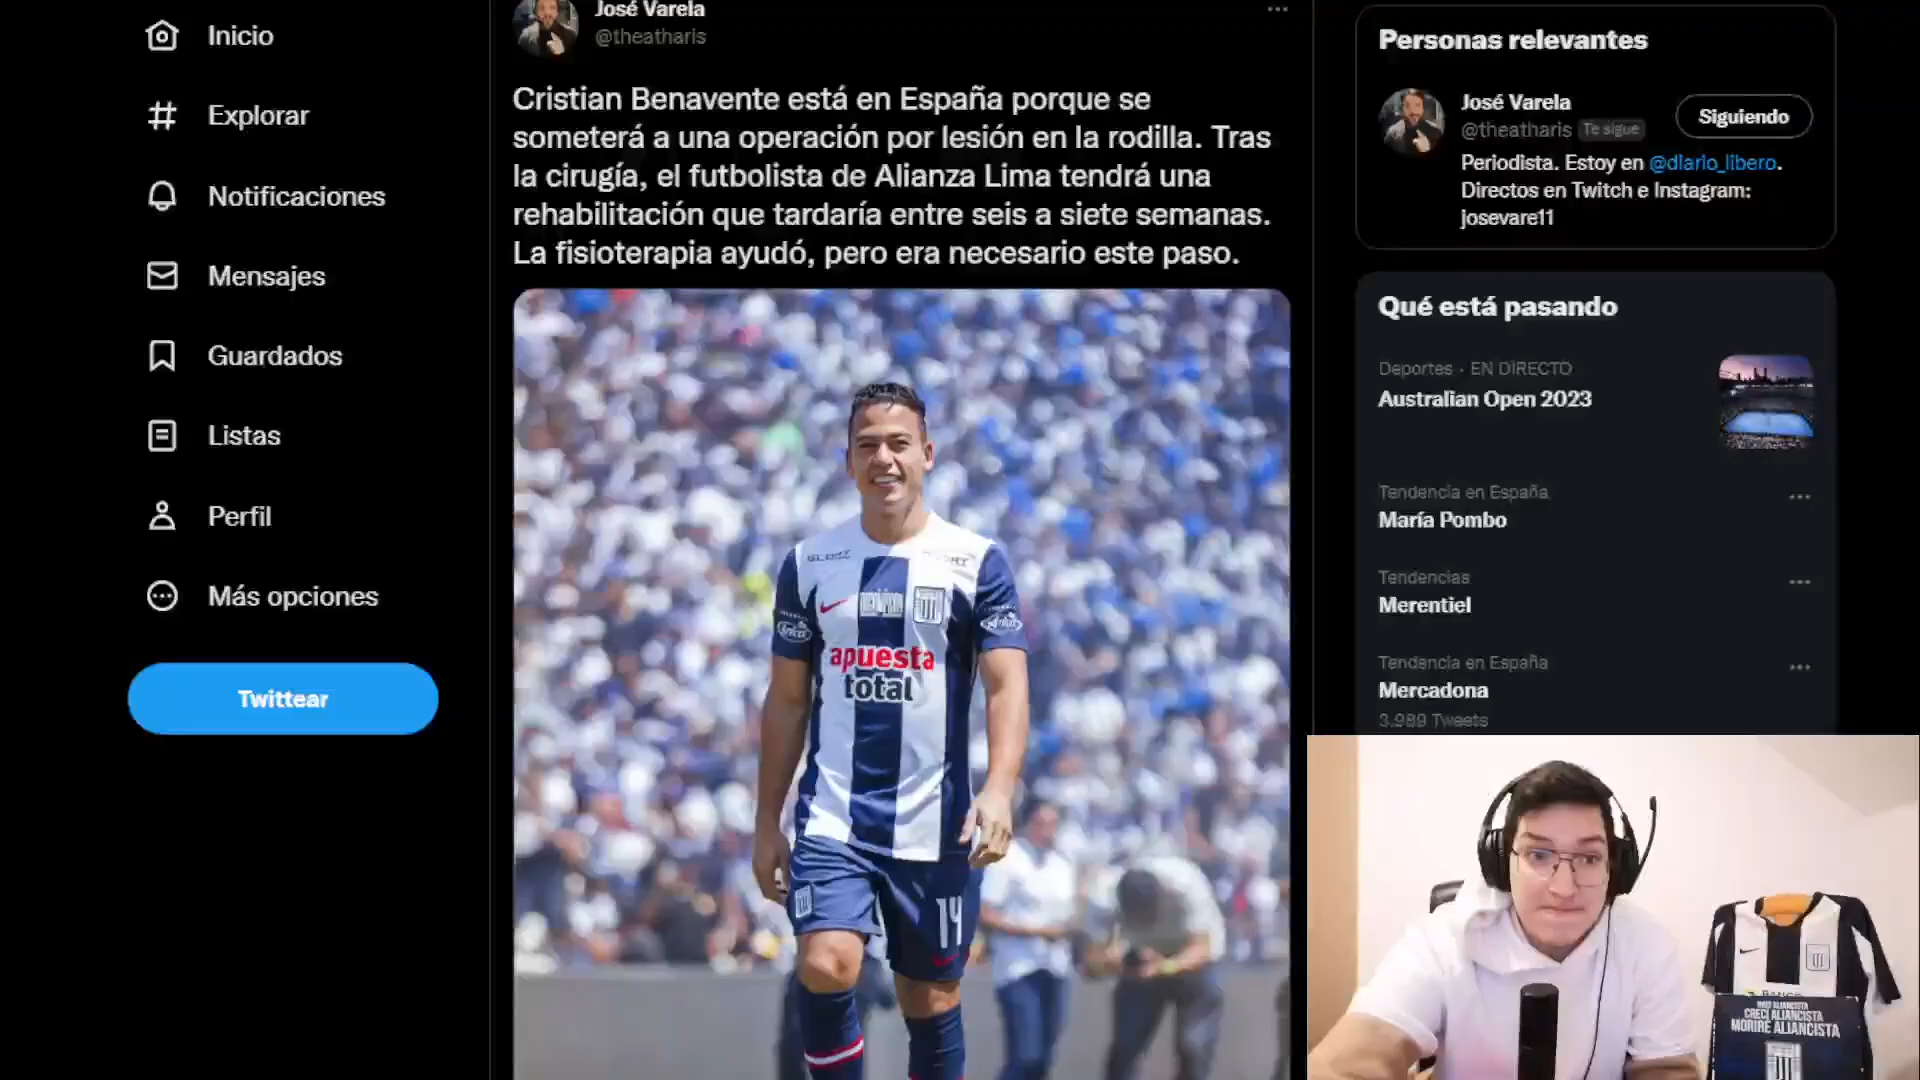 Inicio
Explorar
Notificaciones
Mensajes
Guardados
Listas
Perfil
Más opciones
Twittear
José Varela
@theatharis
Cristian Benavente está en España porque se
someterá a una operación por lesión en la rodilla. Tras
la cirugía, el futbolista de Alianza Lima tendrá una
rehabilitación que tardaría entre seis a siete semanas.
La fisioterapia ayudó, pero era necesario este paso.
apuesta
total
14
Personas relevantes
José Varela
@theatharis Te sigue
Siguiendo
Periodista. Estoy en @diario_libero.
Directos en Twitch e Instagram:
josevare11
Qué está pasando
Deportes · EN DIRECTO
Australian Open 2023
Tendencia en España
María Pombo
Tendencias
Merentiel
Tendencia en España
Mercadona
3.989 Tweets
CRECÍ ALIANCISTA
MORIRÉ ALIANCISTA